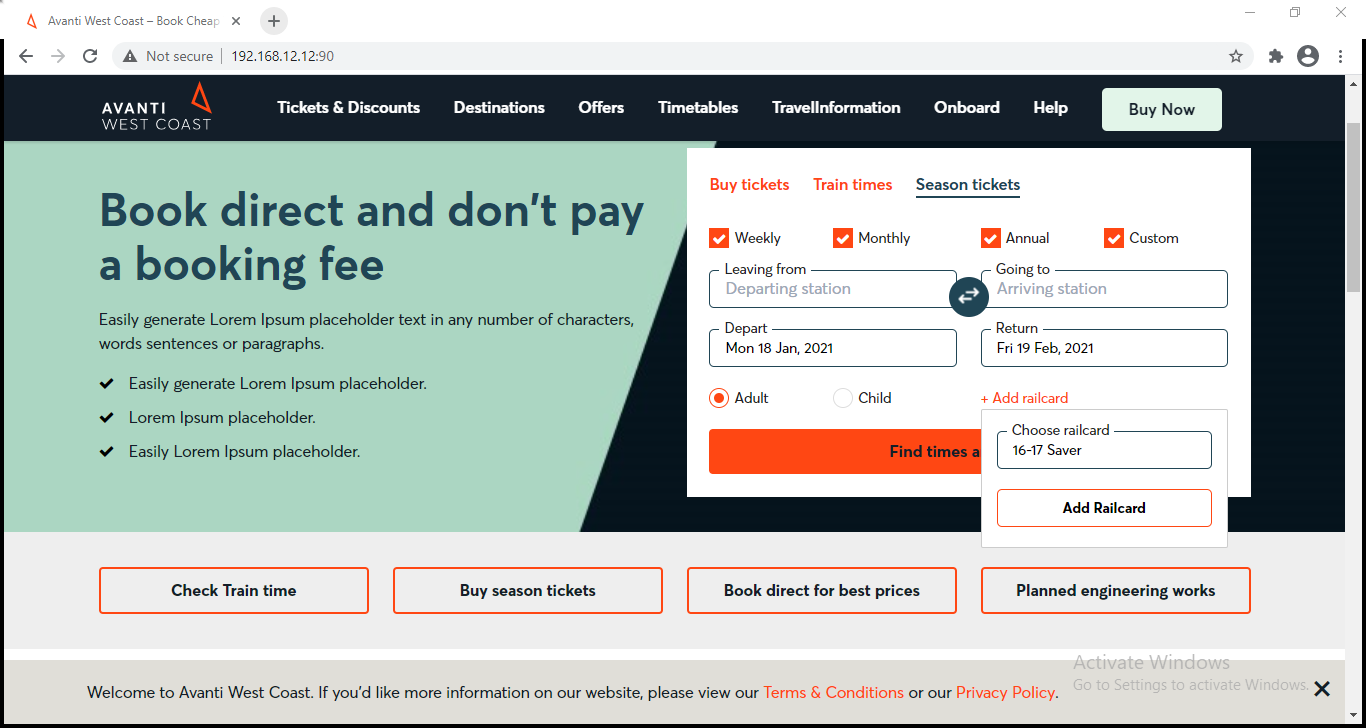 Avanti West Coast – Book Cheap
Not secure 192.168.12.12:90
AVANTI
WEST COAST
Tickets & Discounts Destinations Offers Timetables TravelInformation Onboard Help Buy Now
Book direct and don't pay
a booking fee
Easily generate Lorem Ipsum placeholder text in any number of characters,
words sentences or paragraphs.
Easily generate Lorem Ipsum placeholder.
Lorem Ipsum placeholder.
Easily Lorem Ipsum placeholder.
Buy tickets Train times Season tickets
Weekly Monthly Annual Custom
Leaving from Going to
Departing station Arriving station
Depart Return
Mon 18 Jan, 2021 Fri 19 Feb, 2021
Adult Child + Add railcard
Choose railcard
16-17 Saver
Find times a
Add Railcard
Check Train time Buy season tickets Book direct for best prices Planned engineering works
Activate Windows
Go to Settings to activate Windows.
Welcome to Avanti West Coast. If you'd like more information on our website, please view our Terms & Conditions or our Privacy Policy.